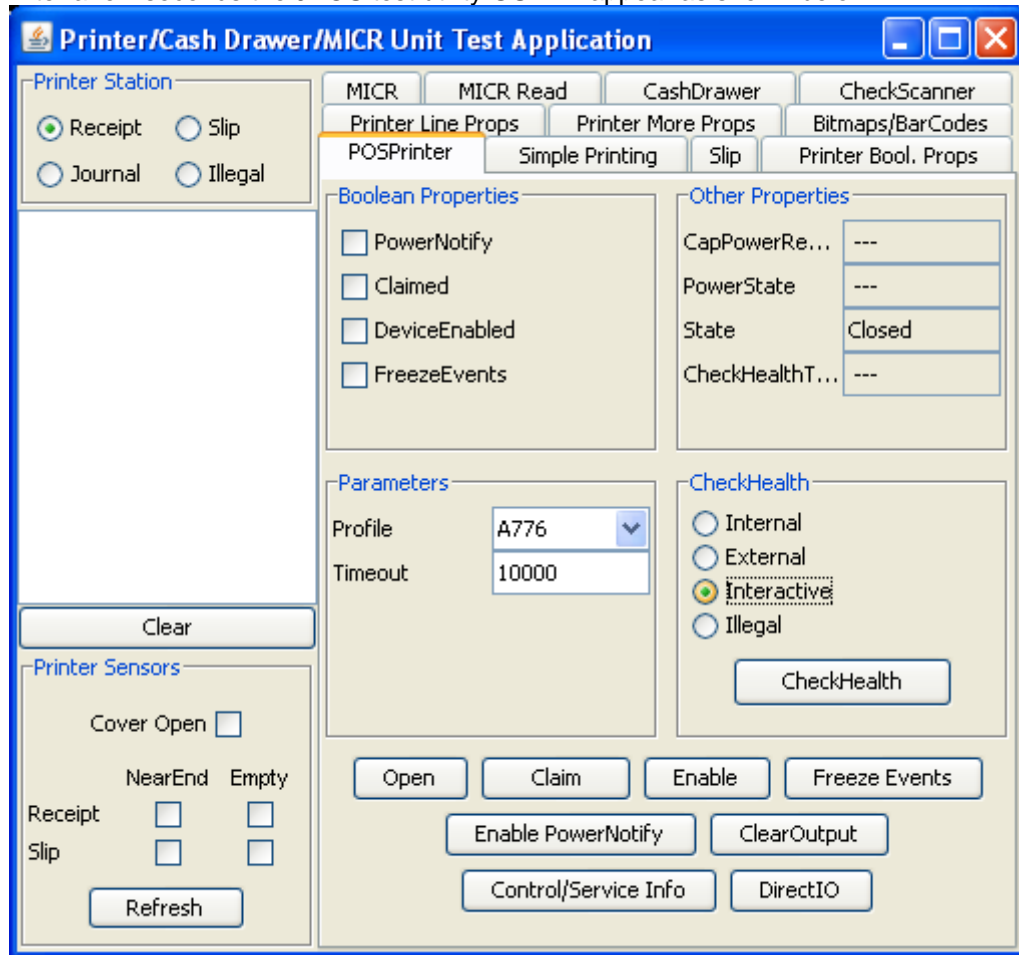 Printer/Cash Drawer/MICR Unit Test Application
Printer Station
Receipt Slip
Journal Illegal
MICR MICR Read CashDrawer CheckScanner
Printer Line Props Printer More Props Bitmaps/BarCodes
POSPrinter Simple Printing Slip Printer Bool. Props
Boolean Properties
PowerNotify
Claimed
DeviceEnabled
FreezeEvents
Other Properties
CapPowerRe... ---
PowerState ---
State Closed
CheckHealthT... ---
Parameters
Profile A776
Timeout 10000
CheckHealth
Internal
External
Interactive
Illegal
CheckHealth
Clear
Printer Sensors
Cover Open
NearEnd Empty
Receipt
Slip
Refresh
Open Claim Enable Freeze Events
Enable PowerNotify ClearOutput
Control/Service Info DirectIO